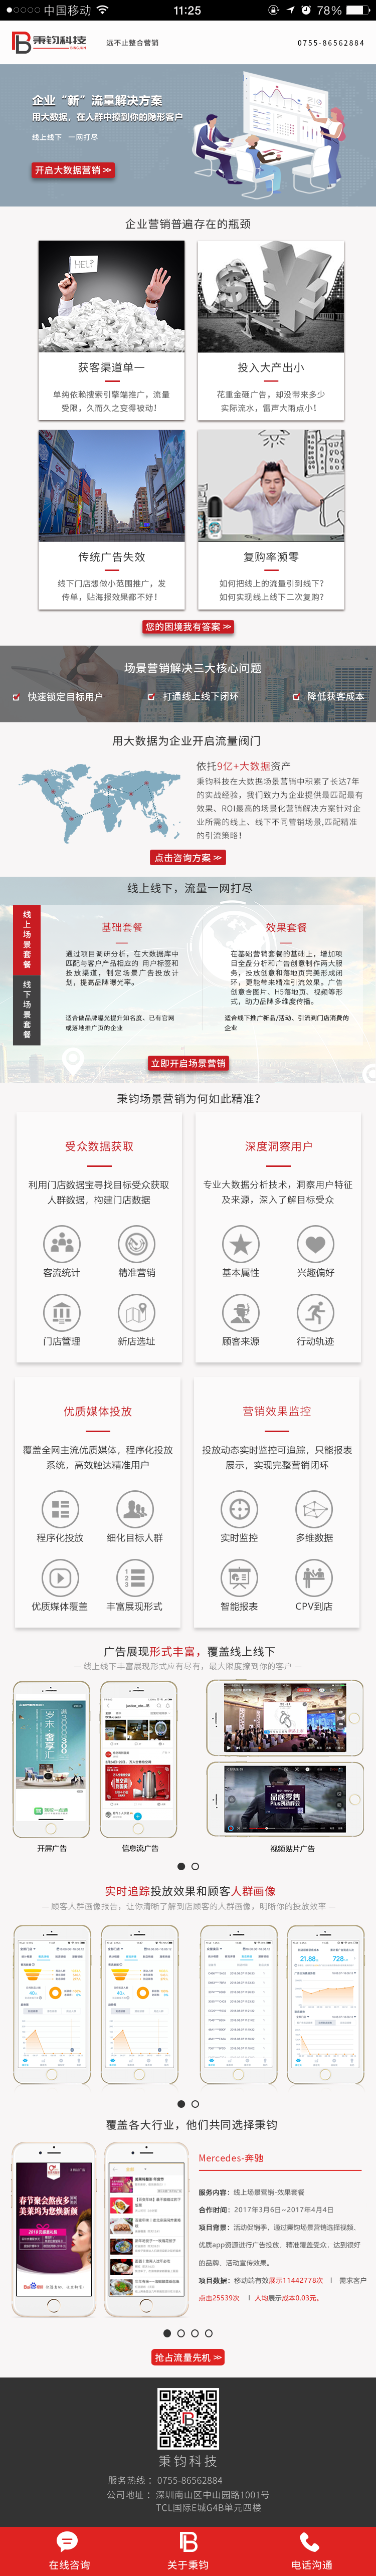 中国移动
11:25
78%
秉钧科技
远不止整合营销
0755-86562884
企业“新”流量解决方案
用大数据，在人群中撩到你的隐形客户
线上线下 一网打尽
开启大数据营销 >>
企业营销普遍存在的瓶颈
HELP
获客渠道单一
单纯依赖搜索引擎端推广，流量
受限，久而久之变得被动！
投入大产出小
花重金砸广告，却没带来多少
实际流水，雷声大雨点小！
传统广告失效
线下门店想做小范围推广，发
传单，贴海报效果都不好！
复购率濒零
如何把线上的流量引到线下？
如何实现线上线下二次复购？
您的困境我有答案 >>
场景营销解决三大核心问题
快速锁定目标用户
打通线上线下闭环
降低获客成本
用大数据为企业开启流量阀门
依托9亿+大数据资产
秉钧科技在大数据场景营销中积累了长达7年
的实战经验，我们致力为企业提供最匹配最有
效果、ROI最高的场景化营销解决方案针对企
业所需的线上、线下不同营销场景,匹配精准
的引流策略！
点击咨询方案 >>
线上线下，流量一网打尽
线上场景套餐
线下场景套餐
基础套餐
通过项目调研分析，在大数据库中
匹配与客户产品相应的 用户标签和
投放渠道，制定场景广告投放计
划，提高品牌曝光率。
适合做品牌曝光提升知名度、已有官网
或落地推广页的企业
效果套餐
在基础营销套餐的基础上，增加项
目全盘分析和广告创意制作两大服
务，投放创意和落地页完美形成闭
环，更能带来精准引流效果。广告
创意含图片、H5落地页、视频等形
式，助力品牌多维度传播。
适合线下推广新品/活动、引流到门店消费的
企业
立即开启场景营销
秉钧场景营销为何如此精准？
受众数据获取
利用门店数据宝寻找目标受众获取
人群数据，构建门店数据
客流统计
精准营销
门店管理
新店选址
深度洞察用户
专业大数据分析技术，洞察用户特征
及来源，深入了解目标受众
基本属性
兴趣偏好
顾客来源
行动轨迹
优质媒体投放
覆盖全网主流优质媒体，程序化投放
系统，高效触达精准用户
程序化投放
细化目标人群
优质媒体覆盖
丰富展现形式
营销效果监控
投放动态实时监控可追踪，只能报表
展示，实现完整营销闭环
实时监控
多维数据
智能报表
CPV到店
广告展现形式丰富，覆盖线上线下
— 线上线下丰富展现形式应有尽有，最大限度撩到你的客户 —
岁末奢享汇
开屏广告
信息流广告
视频贴片广告
实时追踪投放效果和顾客人群画像
— 顾客人群画像报告，让你清晰了解到店顾客的人群画像，明晰你的投放效率 —
21.88
728
覆盖各大行业，他们共同选择秉钧
春节聚会熬夜多
美莱均为您焕新颜
Mercedes-奔驰
服务内容：线上场景营销-效果套餐
合作时间：2017年3月6日~2017年4月4日
项目背景：活动促销季，通过秉钧场景营销选择视频，
优质app资源进行广告投放，精准覆盖受众，达到很好
的品牌，活动宣传效果。
项目数据：移动端有效展示11442778次 | 需求客户
点击25539次 | 人均展示成本0.03元。
抢占流量先机 >>
秉钧科技
服务热线：0755-86562884
公司地址：深圳南山区中山园路1001号
TCL国际E城G4B单元四楼
在线咨询
关于秉钧
电话沟通